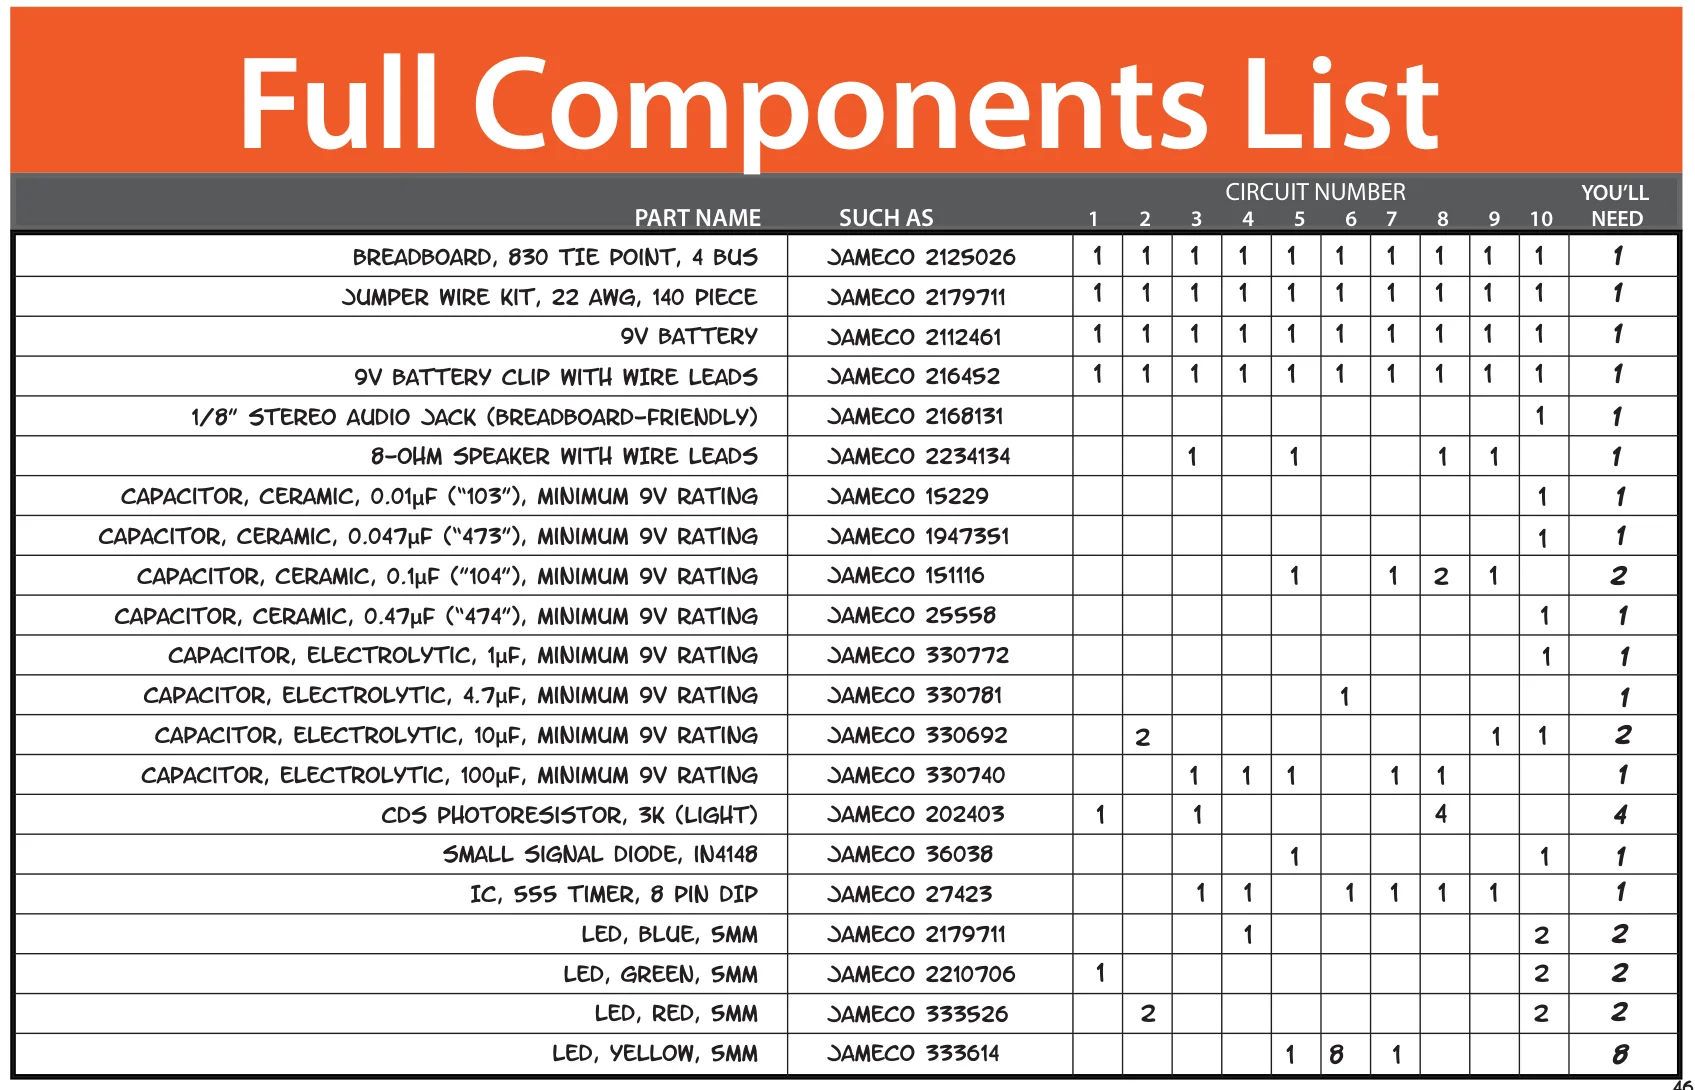 Full Components List
CIRCUIT NUMBER YOU'LL
PART NAME SUCH AS 1 2 3 4 5 6 7 8 9 10 NEED
BREADBOARD, 830 TIE POINT, 4 BUS JAMECO 2125026 1 1 1 1 1 1 1 1 1 1 1
JUMPER WIRE KIT, 22 AWG, 140 PIECE JAMECO 2179711 1 1 1 1 1 1 1 1 1 1 1
9V BATTERY JAMECO 2112461 1 1 1 1 1 1 1 1 1 1 1
9V BATTERY CLIP WITH WIRE LEADS JAMECO 216452 1 1 1 1 1 1 1 1 1 1 1
1/8" STEREO AUDIO JACK (BREADBOARD-FRIENDLY) JAMECO 2168131 1 1
8-OHM SPEAKER WITH WIRE LEADS JAMECO 2234134 1 1 1 1 1
CAPACITOR, CERAMIC, 0.01µF ("103"), MINIMUM 9V RATING JAMECO 15229 1 1
CAPACITOR, CERAMIC, 0.047µF ("473"), MINIMUM 9V RATING JAMECO 1947351 1 1
CAPACITOR, CERAMIC, 0.1µF ("104"), MINIMUM 9V RATING JAMECO 151116 1 1 2 1 2
CAPACITOR, CERAMIC, 0.47µF ("474"), MINIMUM 9V RATING JAMECO 25558 1 1
CAPACITOR, ELECTROLYTIC, 1µF, MINIMUM 9V RATING JAMECO 330772 1 1
CAPACITOR, ELECTROLYTIC, 4.7µF, MINIMUM 9V RATING JAMECO 330781 1 1
CAPACITOR, ELECTROLYTIC, 10µF, MINIMUM 9V RATING JAMECO 330692 2 1 1 2
CAPACITOR, ELECTROLYTIC, 100µF, MINIMUM 9V RATING JAMECO 330740 1 1 1 1 1 1
CDS PHOTORESISTOR, 3K (LIGHT) JAMECO 202403 1 1 4 4
SMALL SIGNAL DIODE, IN4148 JAMECO 36038 1 1 1
IC, 555 TIMER, 8 PIN DIP JAMECO 27423 1 1 1 1 1 1 1
LED, BLUE, 5MM JAMECO 2179711 1 2 2
LED, GREEN, 5MM JAMECO 2210706 1 2 2
LED, RED, 5MM JAMECO 333526 2 2 2
LED, YELLOW, 5MM JAMECO 333614 1 8 1 8
46